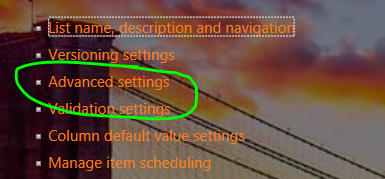 List name, description and navigation
Versioning settings
Advanced settings
Validation settings
Column default value settings
Manage item scheduling